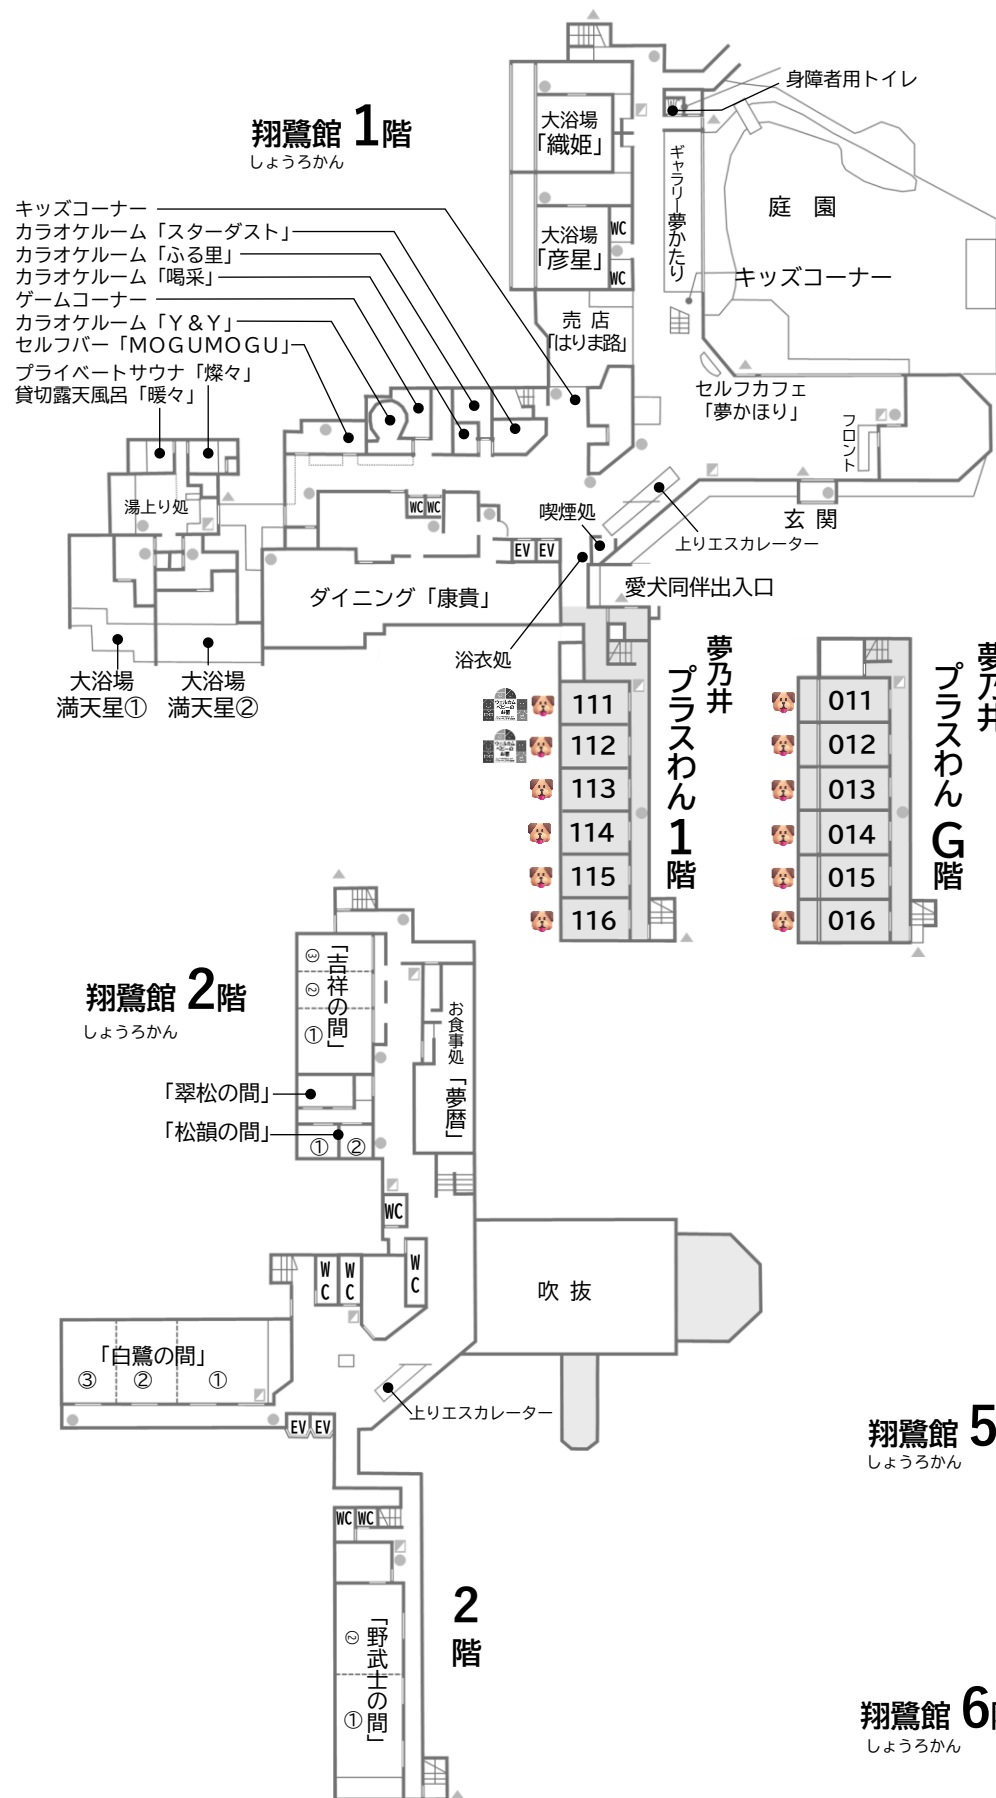 翔鷺館 1階
しょうろかん
身障者用トイレ
WC
大浴場
「織姫」
ギャラリー夢かたり
庭 園
大浴場
「彦星」
WC
WC
キッズコーナー
売 店
「はりま路」
キッズコーナー
カラオケルーム「スターダスト」
カラオケルーム「ふる里」
カラオケルーム「喝采」
ゲームコーナー
カラオケルーム「Y&Y」
セルフバー「MOGUMOGU」
プライベートサウナ「燦々」
貸切露天風呂「暖々」
セルフカフェ
「夢かほり」
フロント
玄 関
湯上り処
WC WC
喫煙処
上りエスカレーター
EV EV
ダイニング「康貴」
愛犬同伴出入口
浴衣処
大浴場
満天星①
大浴場
満天星②
夢乃井
プラスわん 1階
111
112
113
114
115
116
夢乃井
プラスわん G階
011
012
013
014
015
016
翔鷺館 2階
しょうろかん
「吉祥の間」
③
②
①
お食事処「夢暦」
「翠松の間」
「松韻の間」
① ②
WC
WC
WC
WC
吹 抜
「白鷺の間」
③ ② ①
上りエスカレーター
EV EV
WC WC
2階
「野武士の間」
②
①
翔鷺館 5
しょうろかん
翔鷺館 6階
しょうろかん